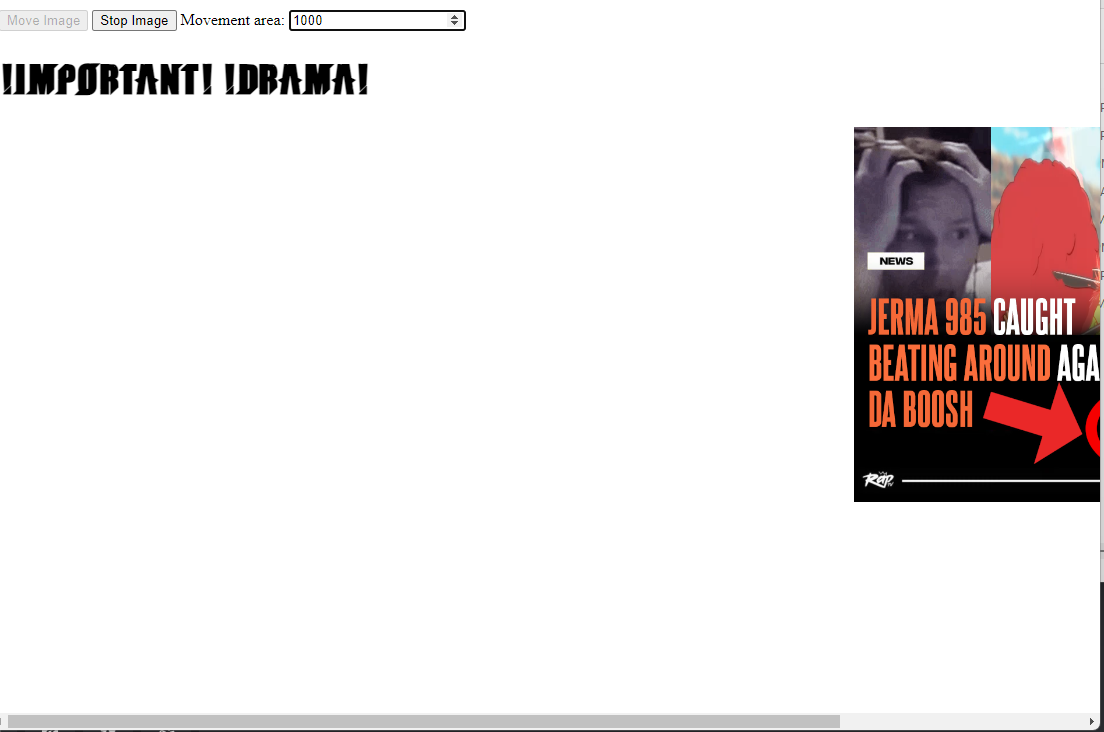 Move Image Stop Image Movement area: 1000
!IMPORTANT! !DRAMA!
NEWS
JERMA 985 CAUGHT
BEATING AROUND AGA
DA BOOSH
Rap TV